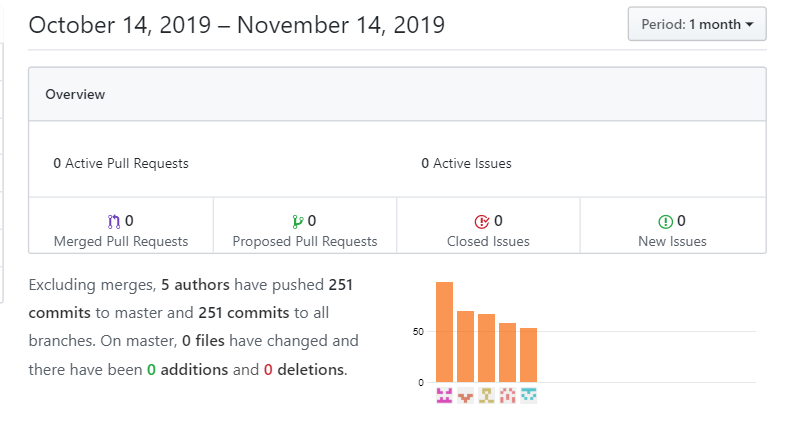 October 14, 2019 – November 14, 2019
Period: 1 month
Overview
0 Active Pull Requests
0 Active Issues
0
Merged Pull Requests
0
Proposed Pull Requests
0
Closed Issues
0
New Issues
Excluding merges, 5 authors have pushed 251
commits to master and 251 commits to all
branches. On master, 0 files have changed and
there have been 0 additions and 0 deletions.
50
0